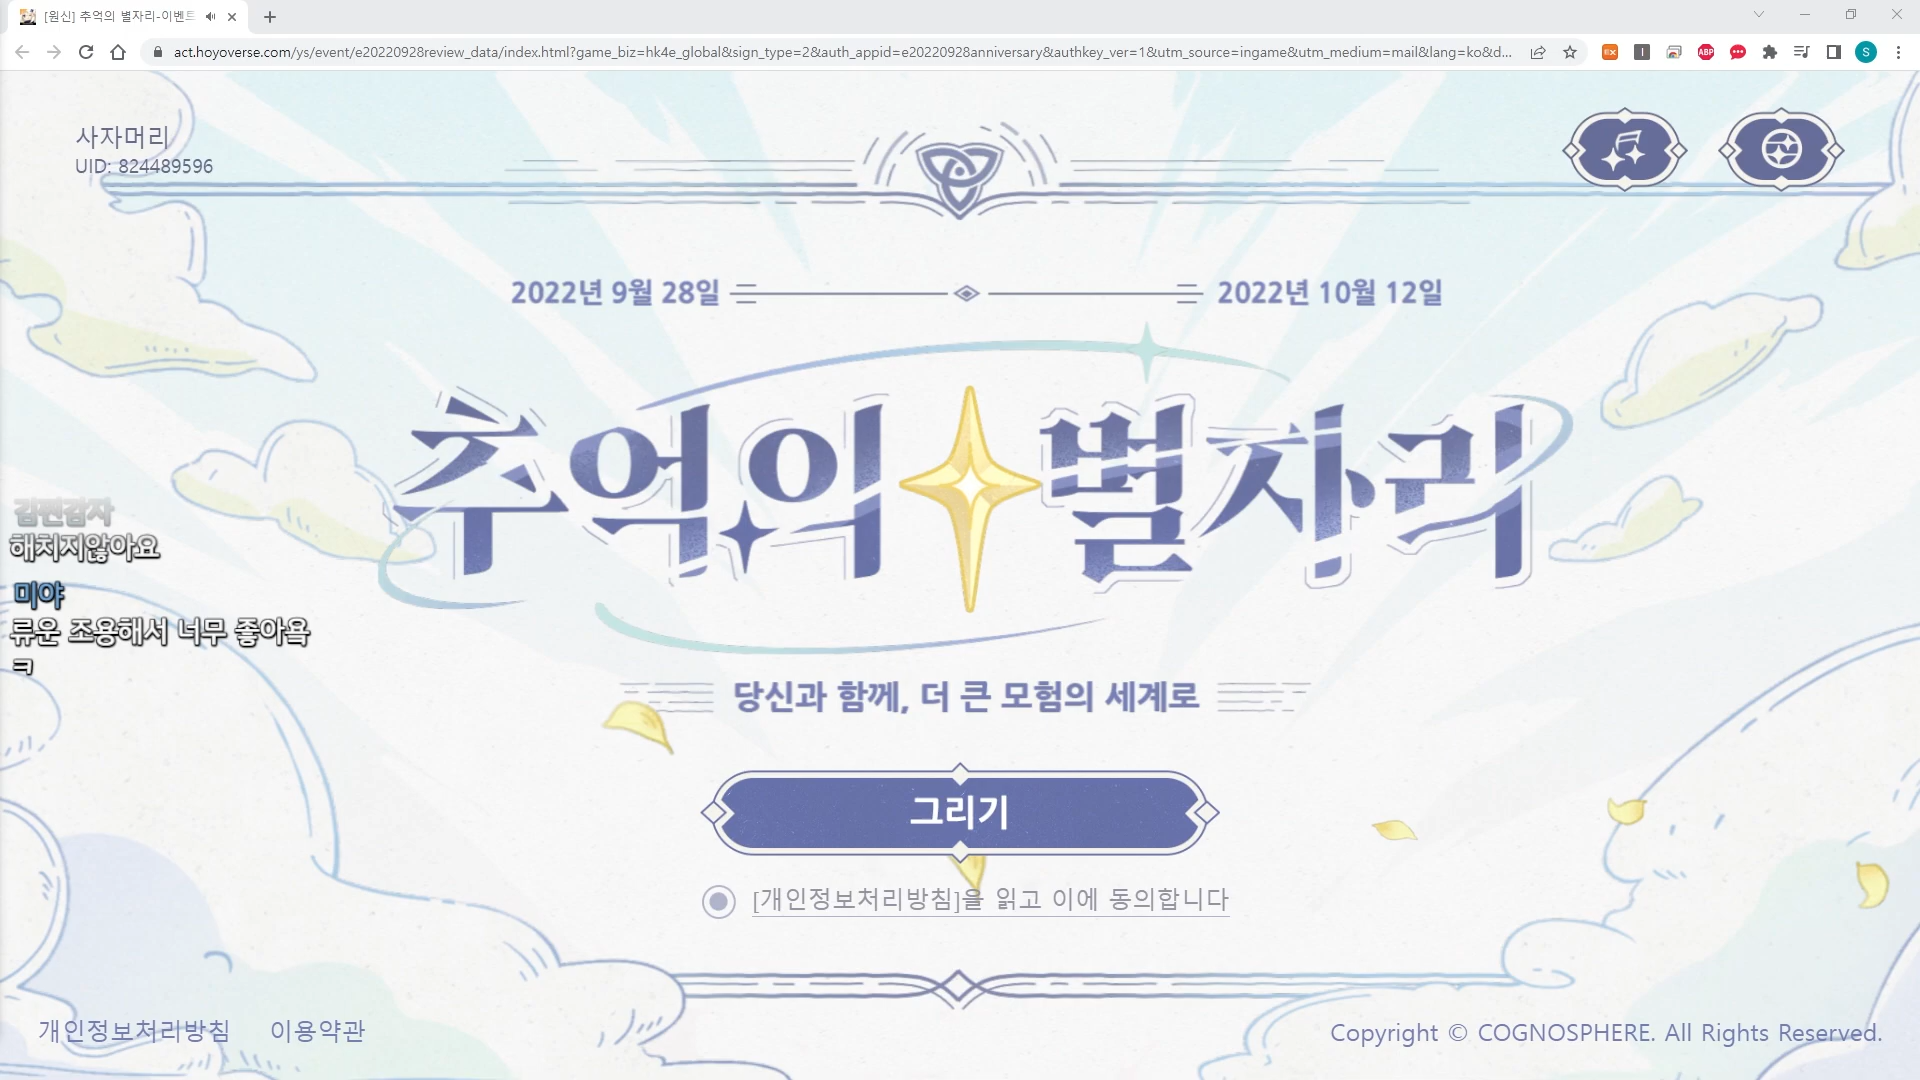 [원신] 추억의 별자리-이벤트
act.hoyoverse.com/ys/event/e20220928review_data/index.html?game_biz=hk4e_global&sign_type=2&auth_appid=e20220928anniversary&authkey_ver=1&utm_source=ingame&utm_medium=mail&lang=ko&d...
ABP
S
사자머리
UID: 824489596
2022년 9월 28일
2022년 10월 12일
추억의 별자리
김편감자
해치지않아요
미야
류운 조용해서 너무 좋아욬
ㅋ
당신과 함께, 더 큰 모험의 세계로
그리기
[개인정보처리방침]을 읽고 이에 동의합니다
개인정보처리방침 이용약관
Copyright © COGNOSPHERE. All Rights Reserved.